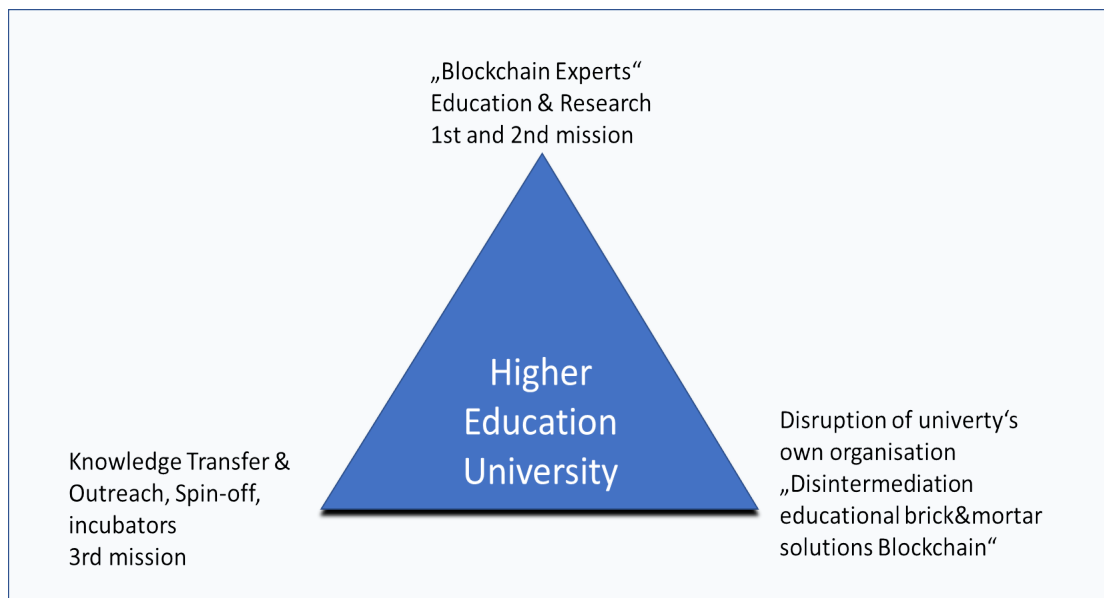 „Blockchain Experts“
Education & Research
1st and 2nd mission
Higher
Education
University
Knowledge Transfer &
Outreach, Spin-off,
incubators
3rd mission
Disruption of univerty‘s
own organisation
„Disintermediation
educational brick&mortar
solutions Blockchain“